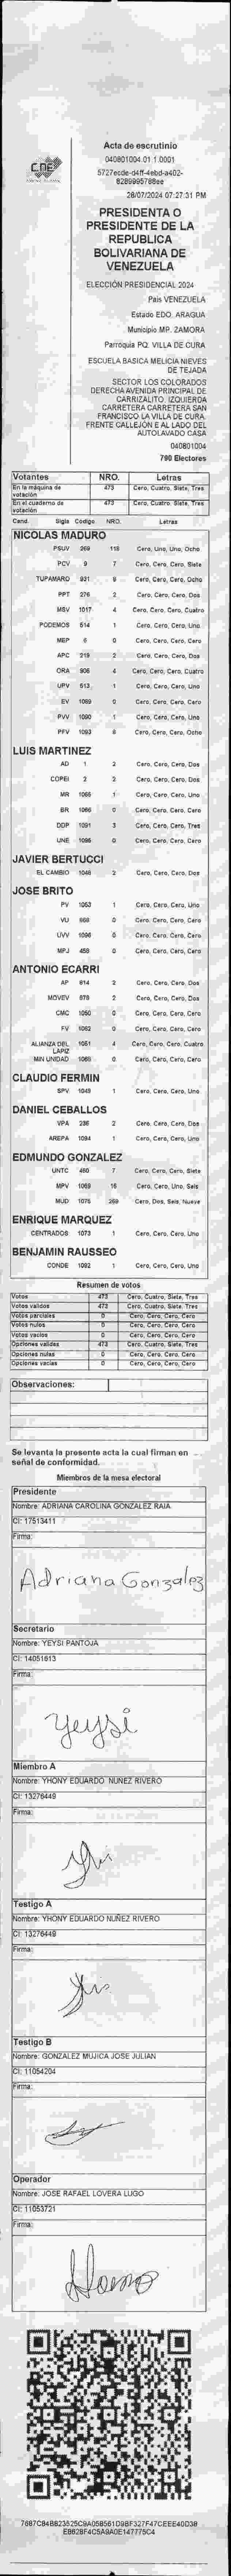 CNE
Acta de escrutinio
040801004.01.1.0001
5727ecde-d4ff-4ebd-a402-
8289995768ee
28/07/2024 07:27:31 PM
PRESIDENTA O
PRESIDENTE DE LA
REPUBLICA
BOLIVARIANA DE
VENEZUELA
ELECCIÓN PRESIDENCIAL 2024
País VENEZUELA
Estado EDO. ARAGUA
Municipio MP. ZAMORA
Parroquia PQ. VILLA DE CURA
ESCUELA BASICA MELICIA NIEVES
DE TEJADA
SECTOR LOS COLORADOS
DERECHA AVENIDA PRINCIPAL DE
CARRIZALITO. IZQUIERDA
CARRETERA CARRETERA SAN
FRANCISCO LA VILLA DE CURA.
FRENTE CALLEJÓN E AL LADO DEL
AUTOLAVADO CASA
040801004
790 Electores
Votantes NRO. Letras
En la máquina de votación 473 Cero, Cuatro, Siete, Tres
En el cuaderno de votación 473 Cero, Cuatro, Siete, Tres
Cand. Sigla Código NRO. Letras
NICOLAS MADURO
PSUV 269 118 Cero, Uno, Uno, Ocho
PCV 9 7 Cero, Cero, Cero, Siete
TUPAMARO 921 8 Cero, Cero, Cero, Ocho
PPT 276 2 Cero, Cero, Cero, Dos
MSV 1017 4 Cero, Cero, Cero, Cuatro
PODEMOS 514 1 Cero, Cero, Cero, Uno
MEP 6 0 Cero, Cero, Cero, Cero
APC 219 2 Cero, Cero, Cero, Dos
ORA 906 4 Cero, Cero, Cero, Cuatro
UPV 513 1 Cero, Cero, Cero, Uno
EV 1089 0 Cero, Cero, Cero, Cero
PVV 1090 1 Cero, Cero, Cero, Uno
PFV 1093 8 Cero, Cero, Cero, Ocho
LUIS MARTINEZ
AD 1 2 Cero, Cero, Cero, Dos
COPEI 2 2 Cero, Cero, Cero, Dos
MR 1066 1 Cero, Cero, Cero, Uno
BR 1086 0 Cero, Cero, Cero, Cero
DDP 1091 3 Cero, Cero, Cero, Tres
UNE 1095 0 Cero, Cero, Cero, Cero
JAVIER BERTUCCI
EL CAMBIO 1046 2 Cero, Cero, Cero, Dos
JOSE BRITO
PV 1053 1 Cero, Cero, Cero, Uno
VU 868 0 Cero, Cero, Cero, Cero
UVV 1096 0 Cero, Cero, Cero, Cero
MPJ 458 0 Cero, Cero, Cero, Cero
ANTONIO ECARRI
AP 814 2 Cero, Cero, Cero, Dos
MOVEV 878 2 Cero, Cero, Cero, Dos
CMC 1050 0 Cero, Cero, Cero, Cero
FV 1062 0 Cero, Cero, Cero, Cero
ALIANZA DEL LAPIZ 1051 4 Cero, Cero, Cero, Cuatro
MIN UNIDAD 1068 0 Cero, Cero, Cero, Cero
CLAUDIO FERMIN
SPV 1049 1 Cero, Cero, Cero, Uno
DANIEL CEBALLOS
VPA 236 2 Cero, Cero, Cero, Dos
AREPA 1094 1 Cero, Cero, Cero, Uno
EDMUNDO GONZALEZ
UNTC 480 7 Cero, Cero, Cero, Siete
MPV 1069 16 Cero, Cero, Uno, Seis
MUD 1075 269 Cero, Dos, Seis, Nueve
ENRIQUE MARQUEZ
CENTRADOS 1073 1 Cero, Cero, Cero, Uno
BENJAMIN RAUSSEO
CONDE 1082 1 Cero, Cero, Cero, Uno
Resumen de votos
Votos 473 Cero, Cuatro, Siete, Tres
Votos validos 473 Cero, Cuatro, Siete, Tres
Votos parciales 0 Cero, Cero, Cero, Cero
Votos nulos 0 Cero, Cero, Cero, Cero
Votos vacíos 0 Cero, Cero, Cero, Cero
Opciones validas 473 Cero, Cuatro, Siete, Tres
Opciones nulas 0 Cero, Cero, Cero, Cero
Opciones vacias 0 Cero, Cero, Cero, Cero
Observaciones:
Se levanta la presente acta la cual firman en
señal de conformidad.
Miembros de la mesa electoral
Presidente
Nombre: ADRIANA CAROLINA GONZALEZ RAIA
CI: 17513411
Firma:
Adriana Gonzalez
Secretario
Nombre: YEYSI PANTOJA
CI: 14051613
Firma:
Yeysi
Miembro A
Nombre: YHONY EDUARDO NUÑEZ RIVERO
CI: 13276449
Firma:
Testigo A
Nombre: YHONY EDUARDO NUÑEZ RIVERO
CI: 13276449
Firma:
Testigo B
Nombre: GONZALEZ MUJICA JOSE JULIAN
CI: 11054204
Firma:
Operador
Nombre: JOSE RAFAEL LOVERA LUGO
CI: 11053721
Firma:
7687C84B823525C9A058561D9BF327F47CEEE40D38
E8828F4C5A9A0E147775C4